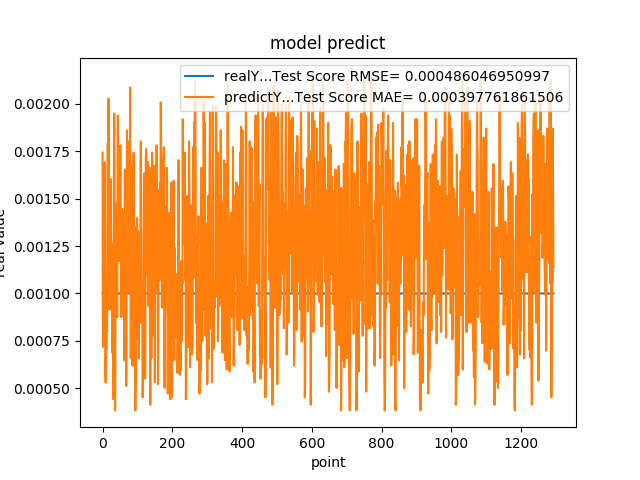 model predict
realY...Test Score RMSE= 0.000486046950997
predictY...Test Score MAE= 0.000397761861506
0.00200
0.00175
0.00150
0.00125
0.00100
0.00075
0.00050
real value
0
200
400
600
800
1000
1200
point